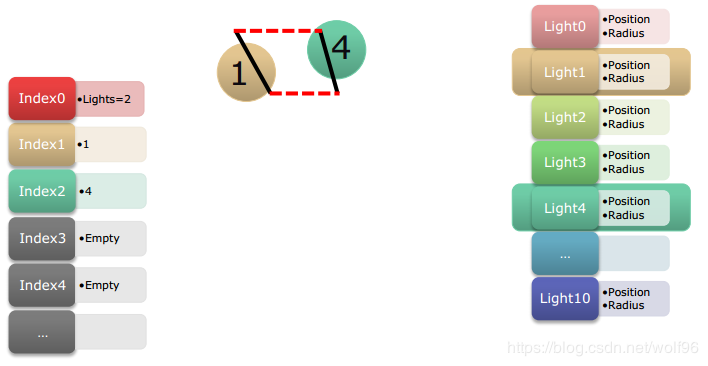 Index0
•Lights=2
Index1
•1
Index2
•4
Index3
•Empty
Index4
•Empty
...
1
4
Light0
•Position
•Radius
Light1
•Position
•Radius
Light2
•Position
•Radius
Light3
•Position
•Radius
Light4
•Position
•Radius
...
Light10
•Position
•Radius
https://blog.csdn.net/wolf96